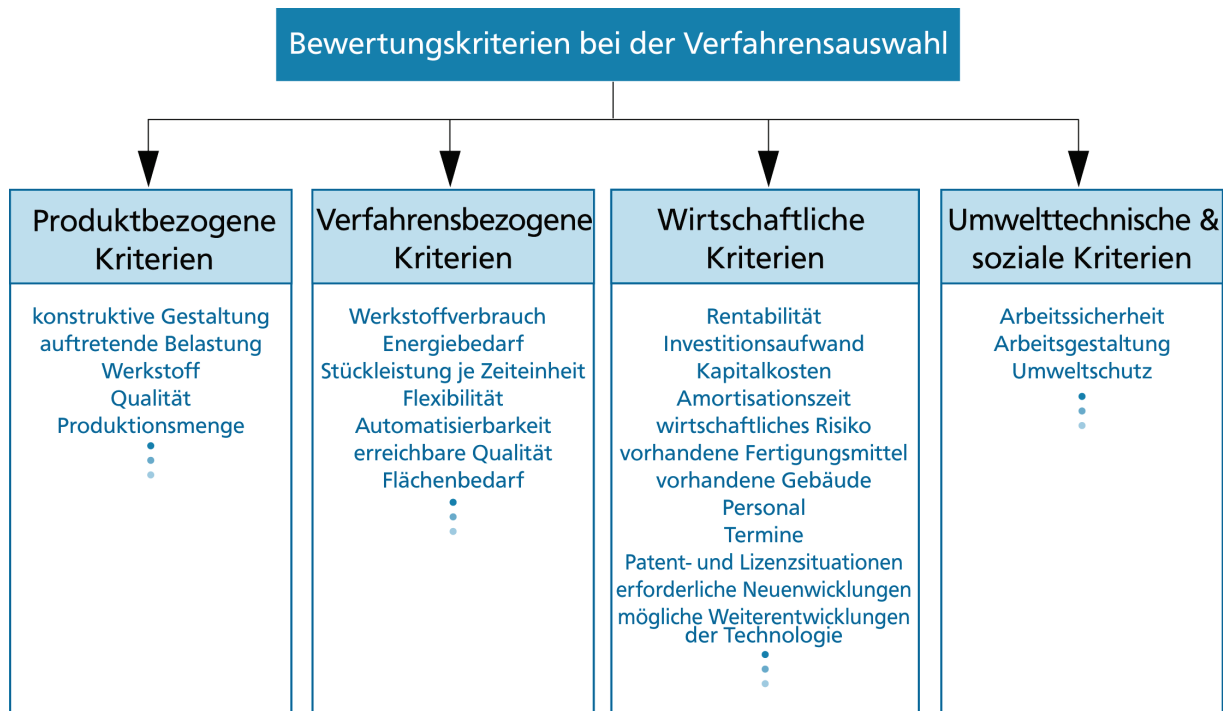 Bewertungskriterien bei der Verfahrensauswahl
Produktbezogene
Kriterien
konstruktive Gestaltung
auftretende Belastung
Werkstoff
Qualität
Produktionsmenge
Verfahrensbezogene
Kriterien
Werkstoffverbrauch
Energiebedarf
Stückleistung je Zeiteinheit
Flexibilität
Automatisierbarkeit
erreichbare Qualität
Flächenbedarf
Wirtschaftliche
Kriterien
Rentabilität
Investitionsaufwand
Kapitalkosten
Amortisationszeit
wirtschaftliches Risiko
vorhandene Fertigungsmittel
vorhandene Gebäude
Personal
Termine
Patent- und Lizenzsituationen
erforderliche Neuenwicklungen
mögliche Weiterentwicklungen
der Technologie
Umwelttechnische &
soziale Kriterien
Arbeitssicherheit
Arbeitsgestaltung
Umweltschutz